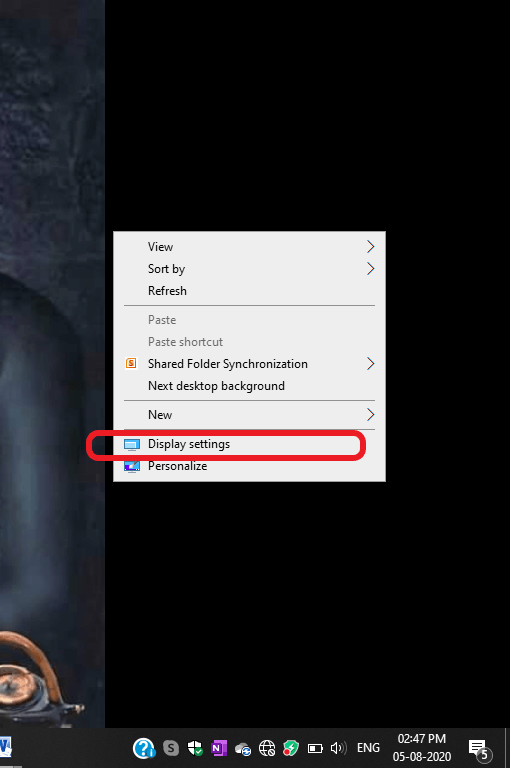 View
Sort by
Refresh
Paste
Paste shortcut
S Shared Folder Synchronization
Next desktop background
New
Display settings
Personalize
W ? S N ENG 02:47 PM
05-08-2020 5